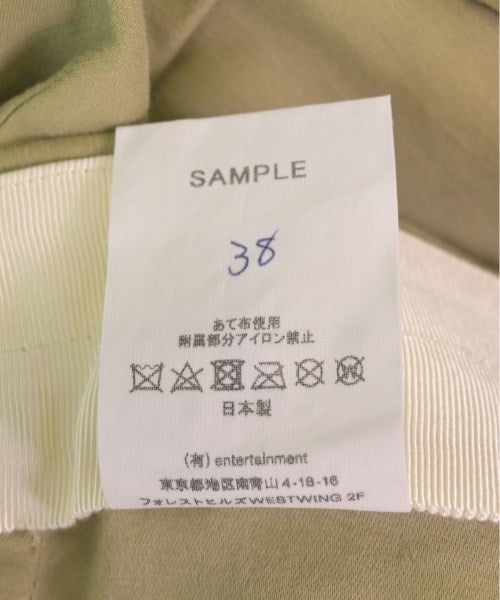 SAMPLE
38
あて布使用
附属部分アイロン禁止
日本製
(有) entertainment
東京都地区南青山4-18-16
フォレストヒルズWESTWING 2F